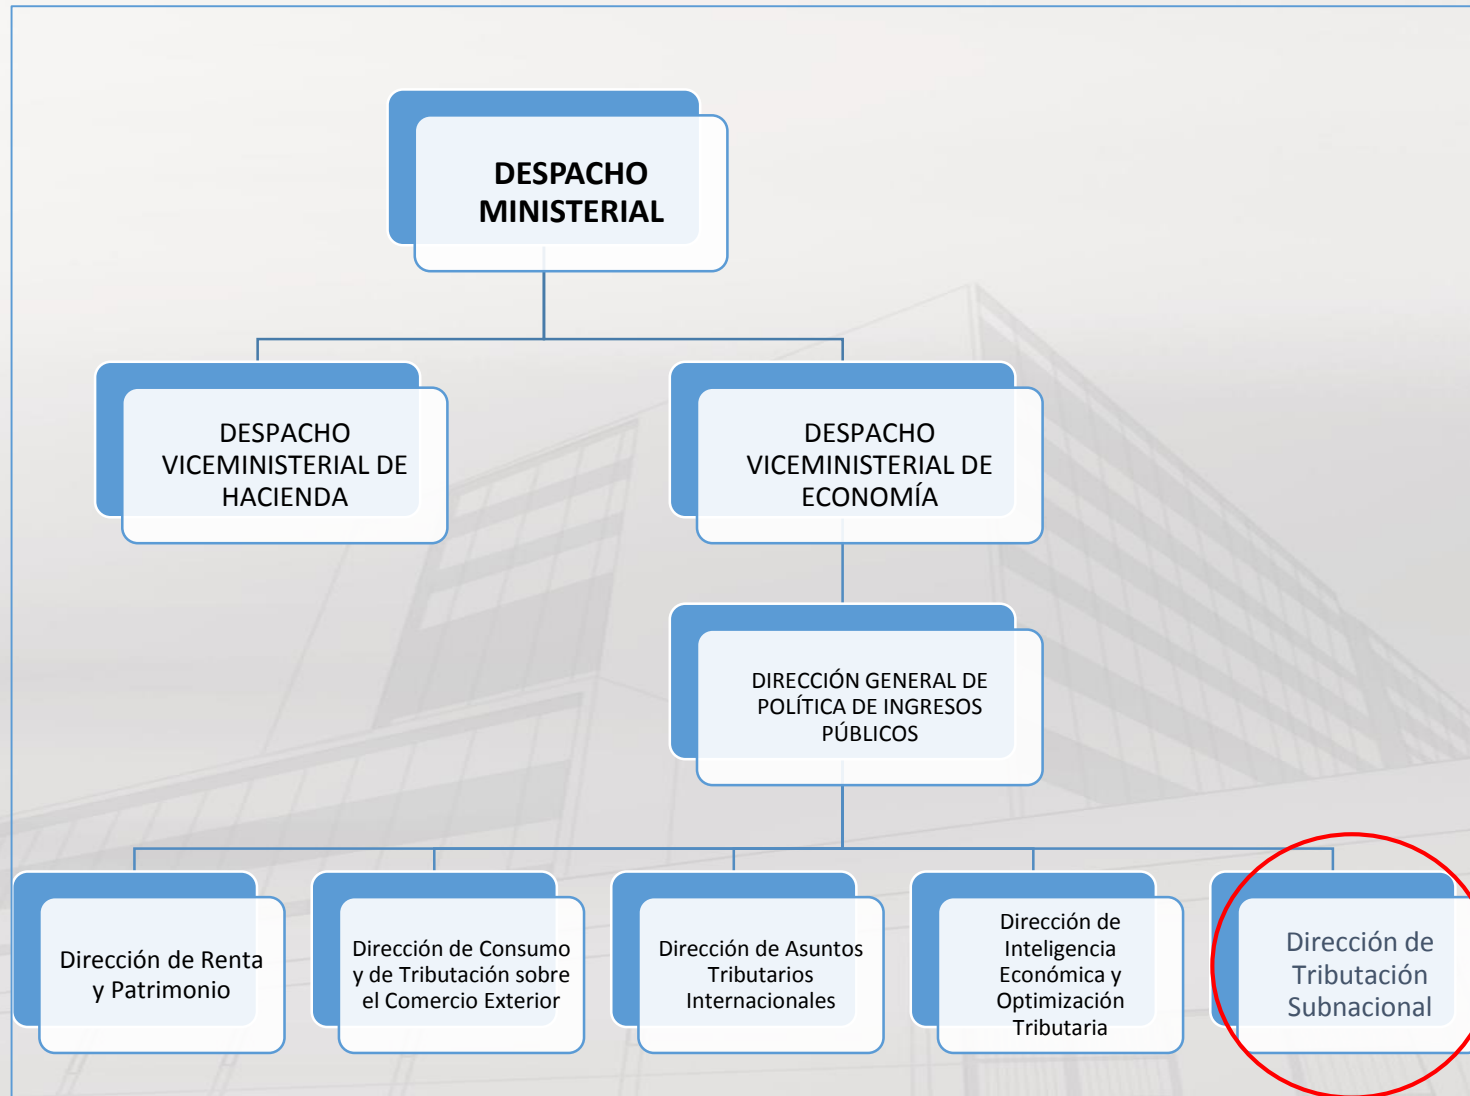 DESPACHO
MINISTERIAL
DESPACHO
VICEMINISTERIAL DE
HACIENDA
DESPACHO
VICEMINISTERIAL DE
ECONOMÍA
DIRECCIÓN GENERAL DE
POLÍTICA DE INGRESOS
PÚBLICOS
Dirección de Renta
y Patrimonio
Dirección de Consumo
y de Tributación sobre
el Comercio Exterior
Dirección de Asuntos
Tributarios
Internacionales
Dirección de
Inteligencia
Económica y
Optimización
Tributaria
Dirección de
Tributación
Subnacional